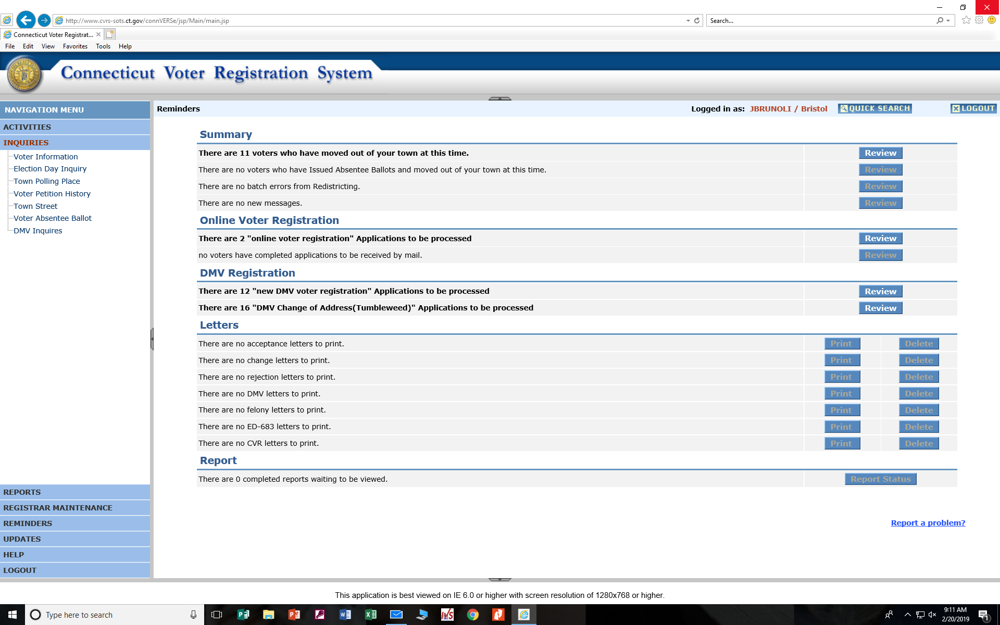 http://www.cvrs-sots.ct.gov/connVERSe/jsp/Main/main.jsp
Search...
Connecticut Voter Registrat...
File Edit View Favorites Tools Help
Connecticut Voter Registration System
NAVIGATION MENU
ACTIVITIES
INQUIRIES
Voter Information
Election Day Inquiry
Town Polling Place
Voter Petition History
Town Street
Voter Absentee Ballot
DMV Inquires
REPORTS
REGISTRAR MAINTENANCE
REMINDERS
UPDATES
HELP
LOGOUT
Reminders Logged in as: JBRUNOLI / Bristol QUICK SEARCH LOGOUT
Summary
There are 11 voters who have moved out of your town at this time. Review
There are no voters who have Issued Absentee Ballots and moved out of your town at this time. Review
There are no batch errors from Redistricting. Review
There are no new messages. Review
Online Voter Registration
There are 2 "online voter registration" Applications to be processed Review
no voters have completed applications to be received by mail. Review
DMV Registration
There are 12 "new DMV voter registration" Applications to be processed Review
There are 16 "DMV Change of Address(Tumbleweed)" Applications to be processed Review
Letters
There are no acceptance letters to print. Print Delete
There are no change letters to print. Print Delete
There are no rejection letters to print. Print Delete
There are no DMV letters to print. Print Delete
There are no felony letters to print. Print Delete
There are no ED-683 letters to print. Print Delete
There are no CVR letters to print. Print Delete
Report
There are 0 completed reports waiting to be viewed. Report Status
Report a problem?
This application is best viewed on IE 6.0 or higher with screen resolution of 1280x768 or higher.
Type here to search
9:11 AM
2/20/2019
1